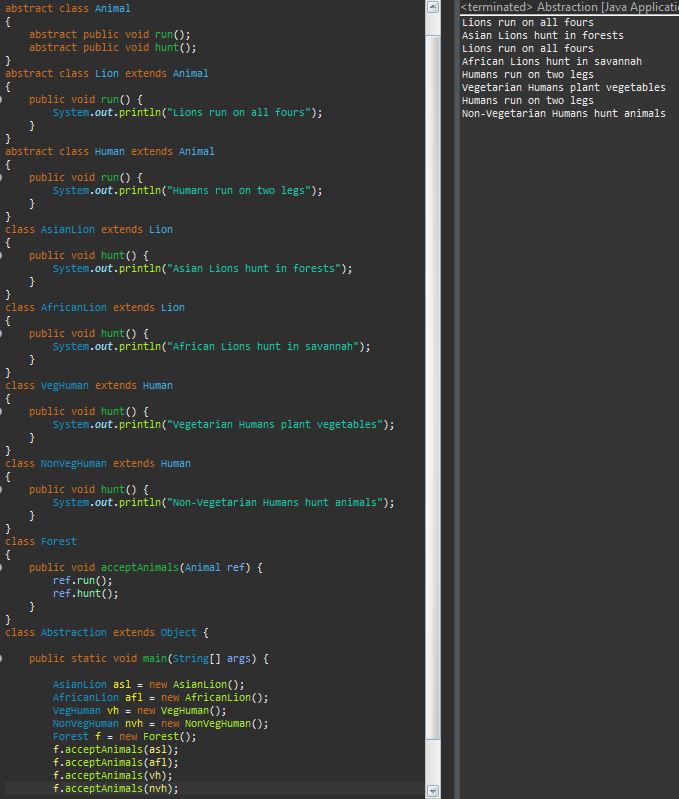 abstract class Animal
{
    abstract public void run();
    abstract public void hunt();
}
abstract class Lion extends Animal
{
    public void run() {
        System.out.println("Lions run on all fours");
    }
}
abstract class Human extends Animal
{
    public void run() {
        System.out.println("Humans run on two legs");
    }
}
class AsianLion extends Lion
{
    public void hunt() {
        System.out.println("Asian Lions hunt in forests");
    }
}
class AfricanLion extends Lion
{
    public void hunt() {
        System.out.println("African Lions hunt in savannah");
    }
}
class VegHuman extends Human
{
    public void hunt() {
        System.out.println("Vegetarian Humans plant vegetables");
    }
}
class NonVegHuman extends Human
{
    public void hunt() {
        System.out.println("Non-Vegetarian Humans hunt animals");
    }
}
class Forest
{
    public void acceptAnimals(Animal ref) {
        ref.run();
        ref.hunt();
    }
}
class Abstraction extends Object {
    public static void main(String[] args) {
        AsianLion asl = new AsianLion();
        AfricanLion afl = new AfricanLion();
        VegHuman vh = new VegHuman();
        NonVegHuman nvh = new NonVegHuman();
        Forest f = new Forest();
        f.acceptAnimals(asl);
        f.acceptAnimals(afl);
        f.acceptAnimals(vh);
        f.acceptAnimals(nvh);
<terminated> Abstraction [Java Applicatio
Lions run on all fours
Asian Lions hunt in forests
Lions run on all fours
African Lions hunt in savannah
Humans run on two legs
Vegetarian Humans plant vegetables
Humans run on two legs
Non-Vegetarian Humans hunt animals